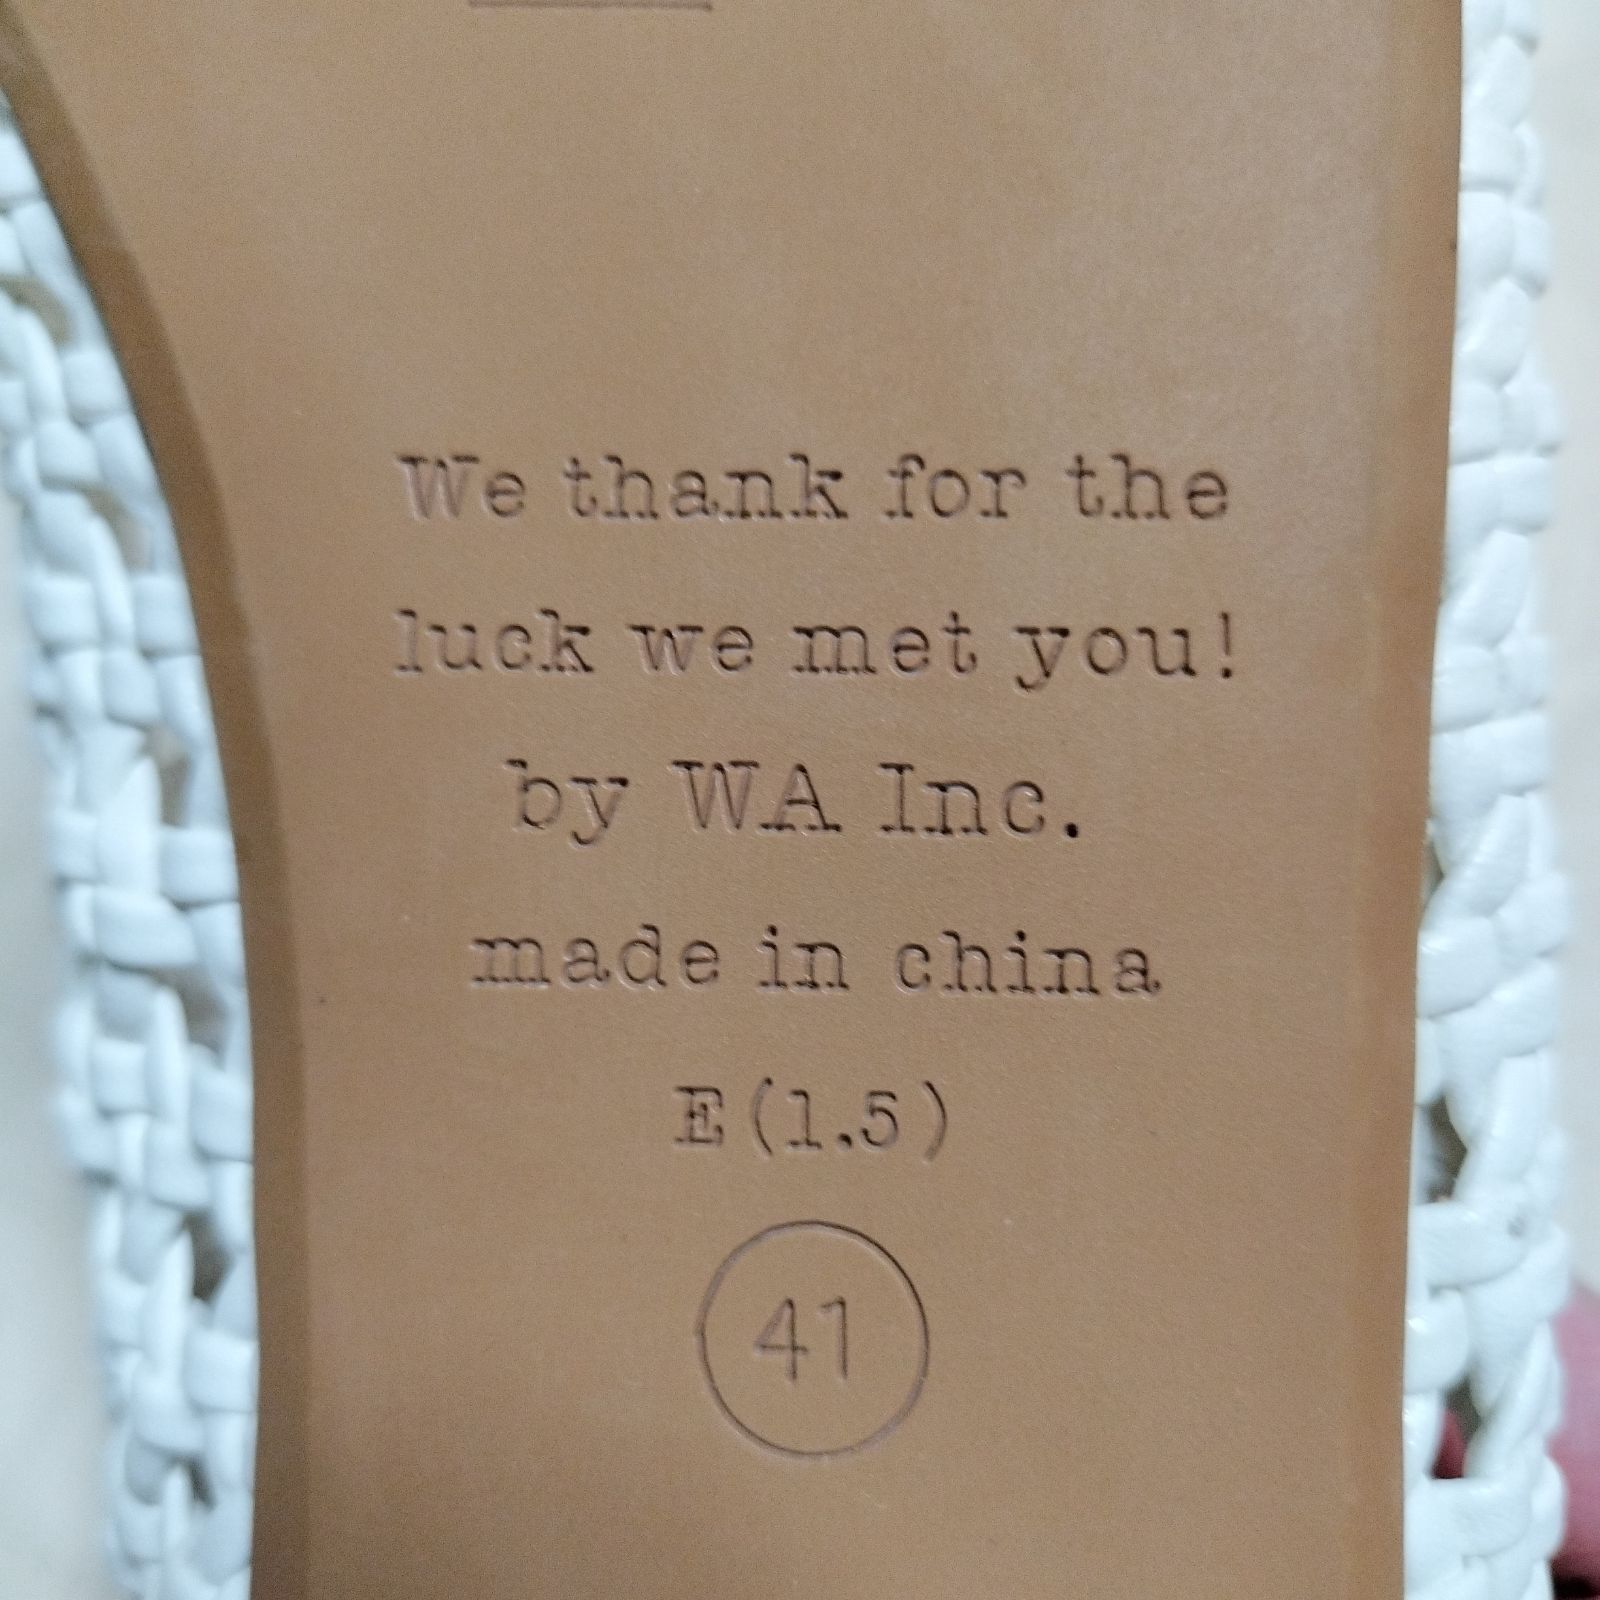 We thank for the
luck we met you!
by WA Inc.
made in china
E(1.5)
41